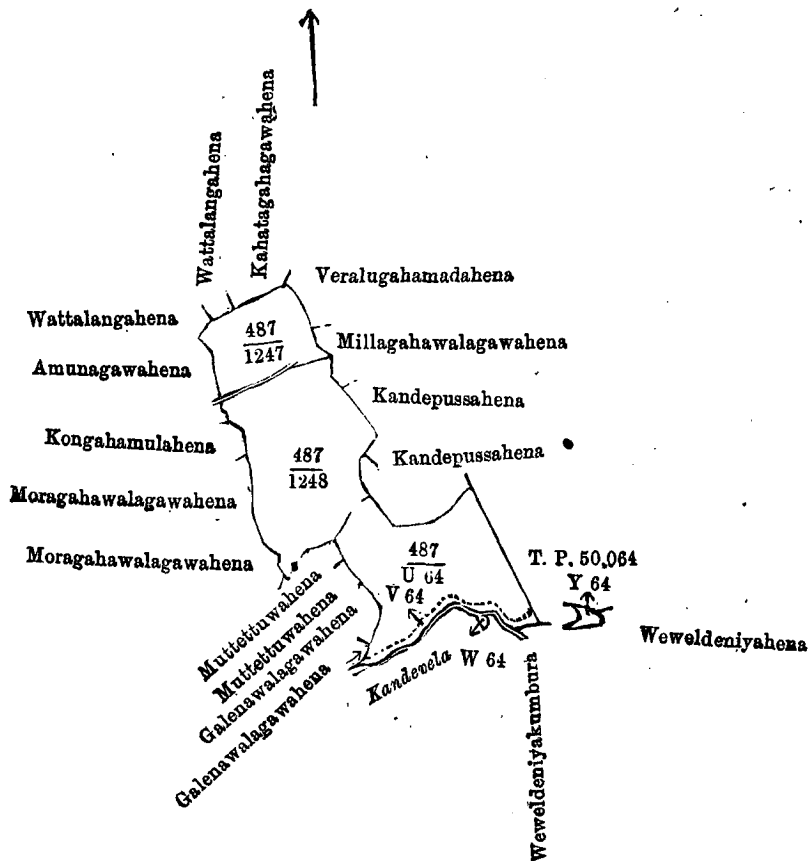 Wattalangahena
Kahatagahagawahena
Veralugahamadahena
Wattalangahena
487
1247
Millagahawalagawahena
Amunagawahena
Kandepussahena
Kongahamulahena
487
1248
Kandepussahena
Moragahawalagawahena
Moragahawalagawahena
487
U 64
T. P. 50,064
Y 64
V 64
Muttettuwahena
Muttettuwahena
Galenawalagawahena
Galenawalagawahena
Kandevela
W 64
Weweldeniyahena
Weweldeniyakumbura